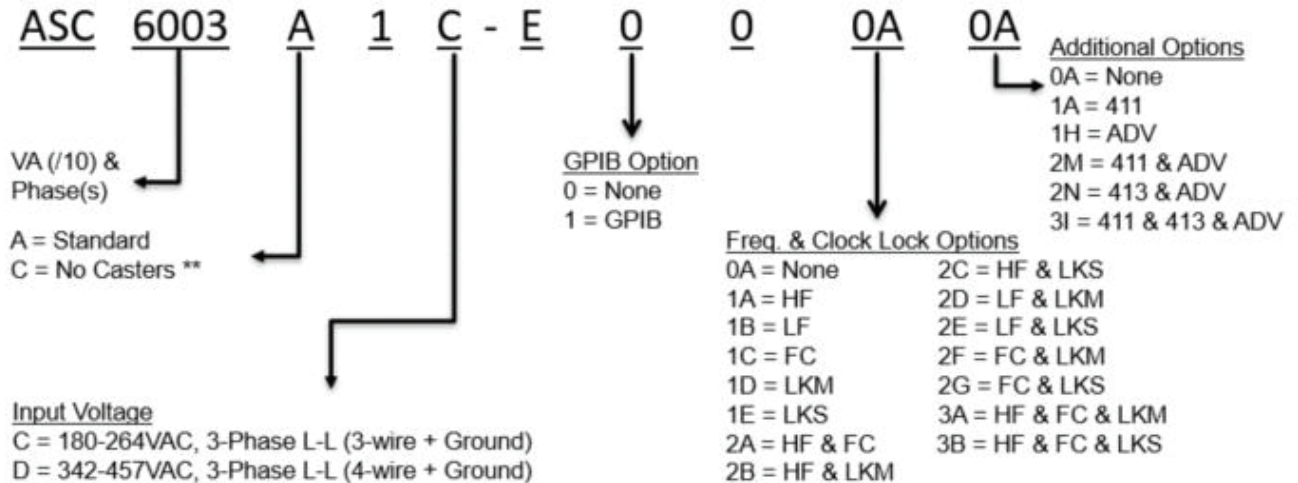 ASC 6003 A 1 C - E 0 0 0A 0A
Additional Options
0A = None
1A = 411
1H = ADV
2M = 411 & ADV
2N = 413 & ADV
3I = 411 & 413 & ADV
VA (/10) &
Phase(s)
A = Standard
C = No Casters **
GPIB Option
0 = None
1 = GPIB
Freq. & Clock Lock Options
0A = None
1A = HF
1B = LF
1C = FC
1D = LKM
1E = LKS
2A = HF & FC
2B = HF & LKM
2C = HF & LKS
2D = LF & LKM
2E = LF & LKS
2F = FC & LKM
2G = FC & LKS
3A = HF & FC & LKM
3B = HF & FC & LKS
Input Voltage
C = 180-264VAC, 3-Phase L-L (3-wire + Ground)
D = 342-457VAC, 3-Phase L-L (4-wire + Ground)